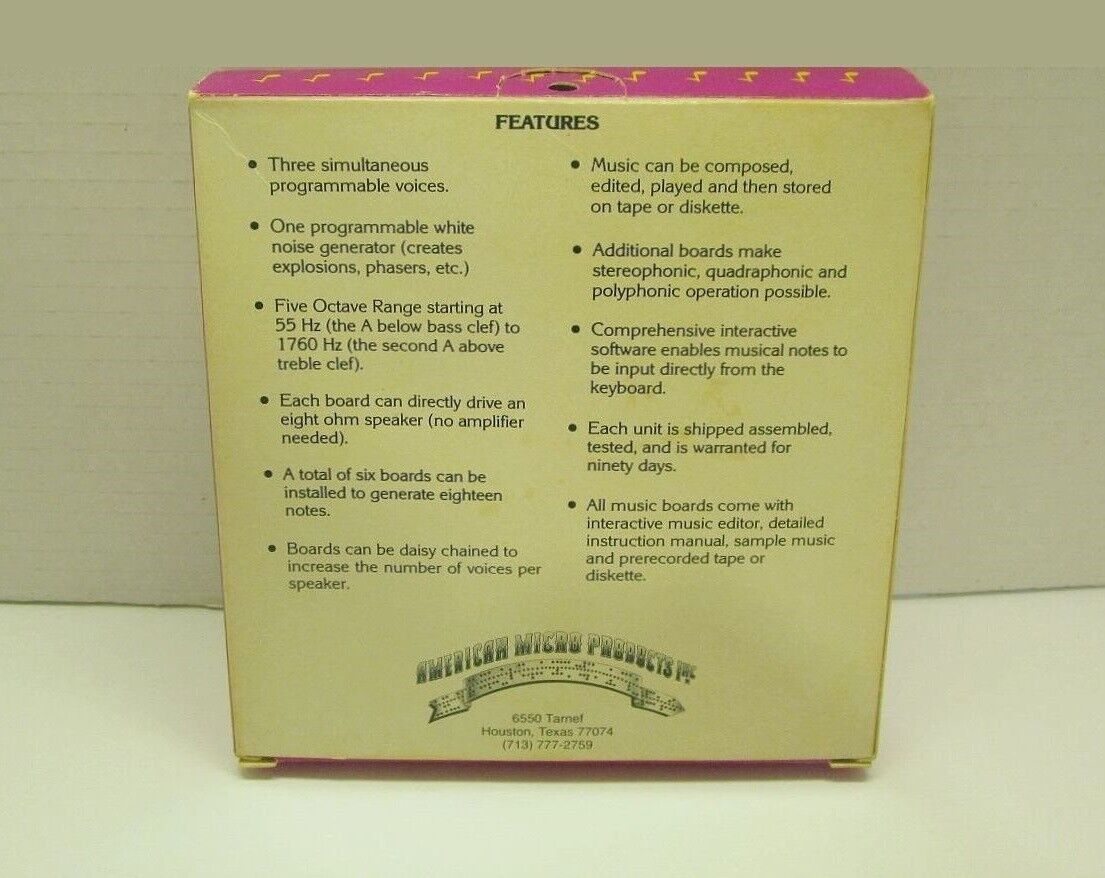 FEATURES
• Three simultaneous
programmable voices.
• One programmable white
noise generator (creates
explosions, phasers, etc.)
• Five Octave Range starting at
55 Hz (the A below bass clef) to
1760 Hz (the second A above
treble clef).
• Each board can directly drive an
eight ohm speaker (no amplifier
needed).
• A total of six boards can be
installed to generate eighteen
notes.
• Boards can be daisy chained to
increase the number of voices per
speaker.
• Music can be composed,
edited, played and then stored
on tape or diskette.
• Additional boards make
stereophonic, quadraphonic and
polyphonic operation possible.
• Comprehensive interactive
software enables musical notes to
be input directly from the
keyboard.
• Each unit is shipped assembled,
tested, and is warranted for
ninety days.
• All music boards come with
interactive music editor, detailed
instruction manual, sample music
and prerecorded tape or
diskette.
AMERICAN MICRO PRODUCTS INC
6550 Tarnef
Houston, Texas 77074
(713) 777-2759